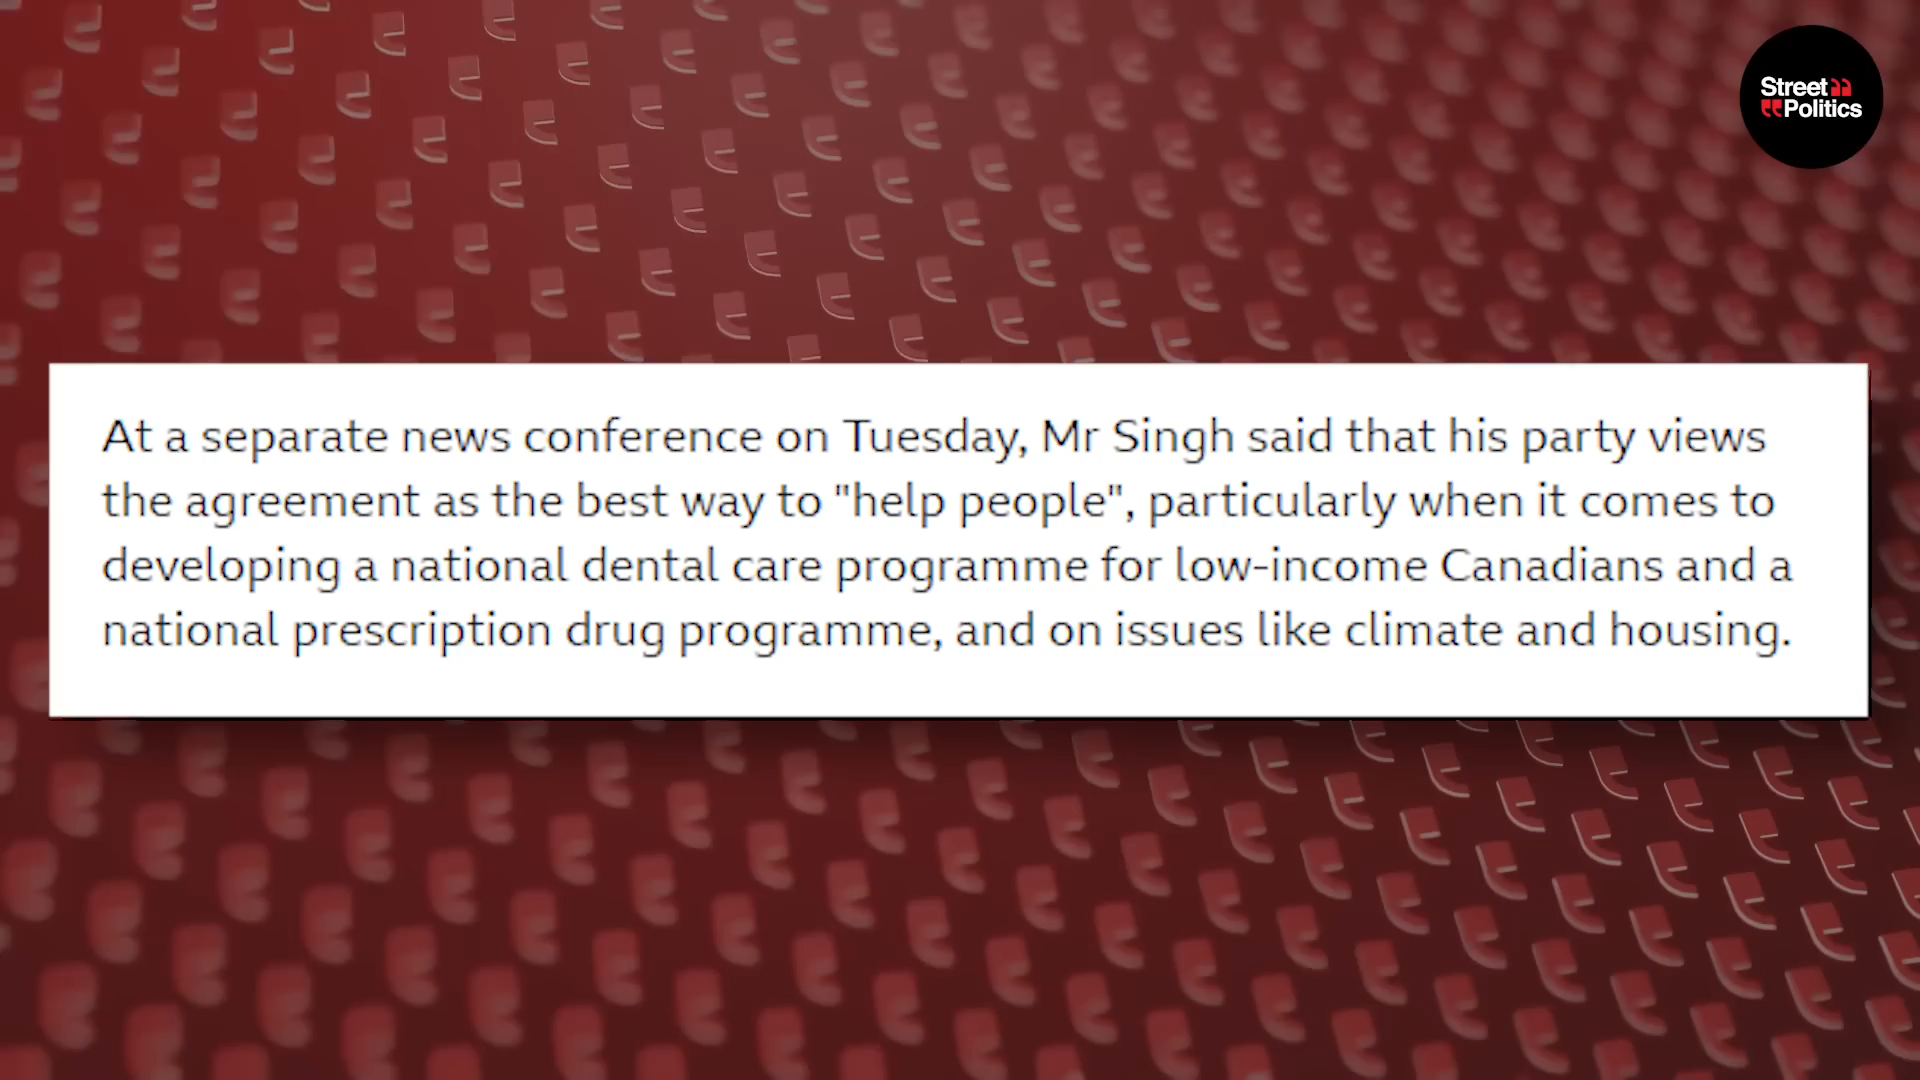 Street
Politics
At a separate news conference on Tuesday, Mr Singh said that his party views
the agreement as the best way to "help people", particularly when it comes to
developing a national dental care programme for low-income Canadians and a
national prescription drug programme, and on issues like climate and housing.